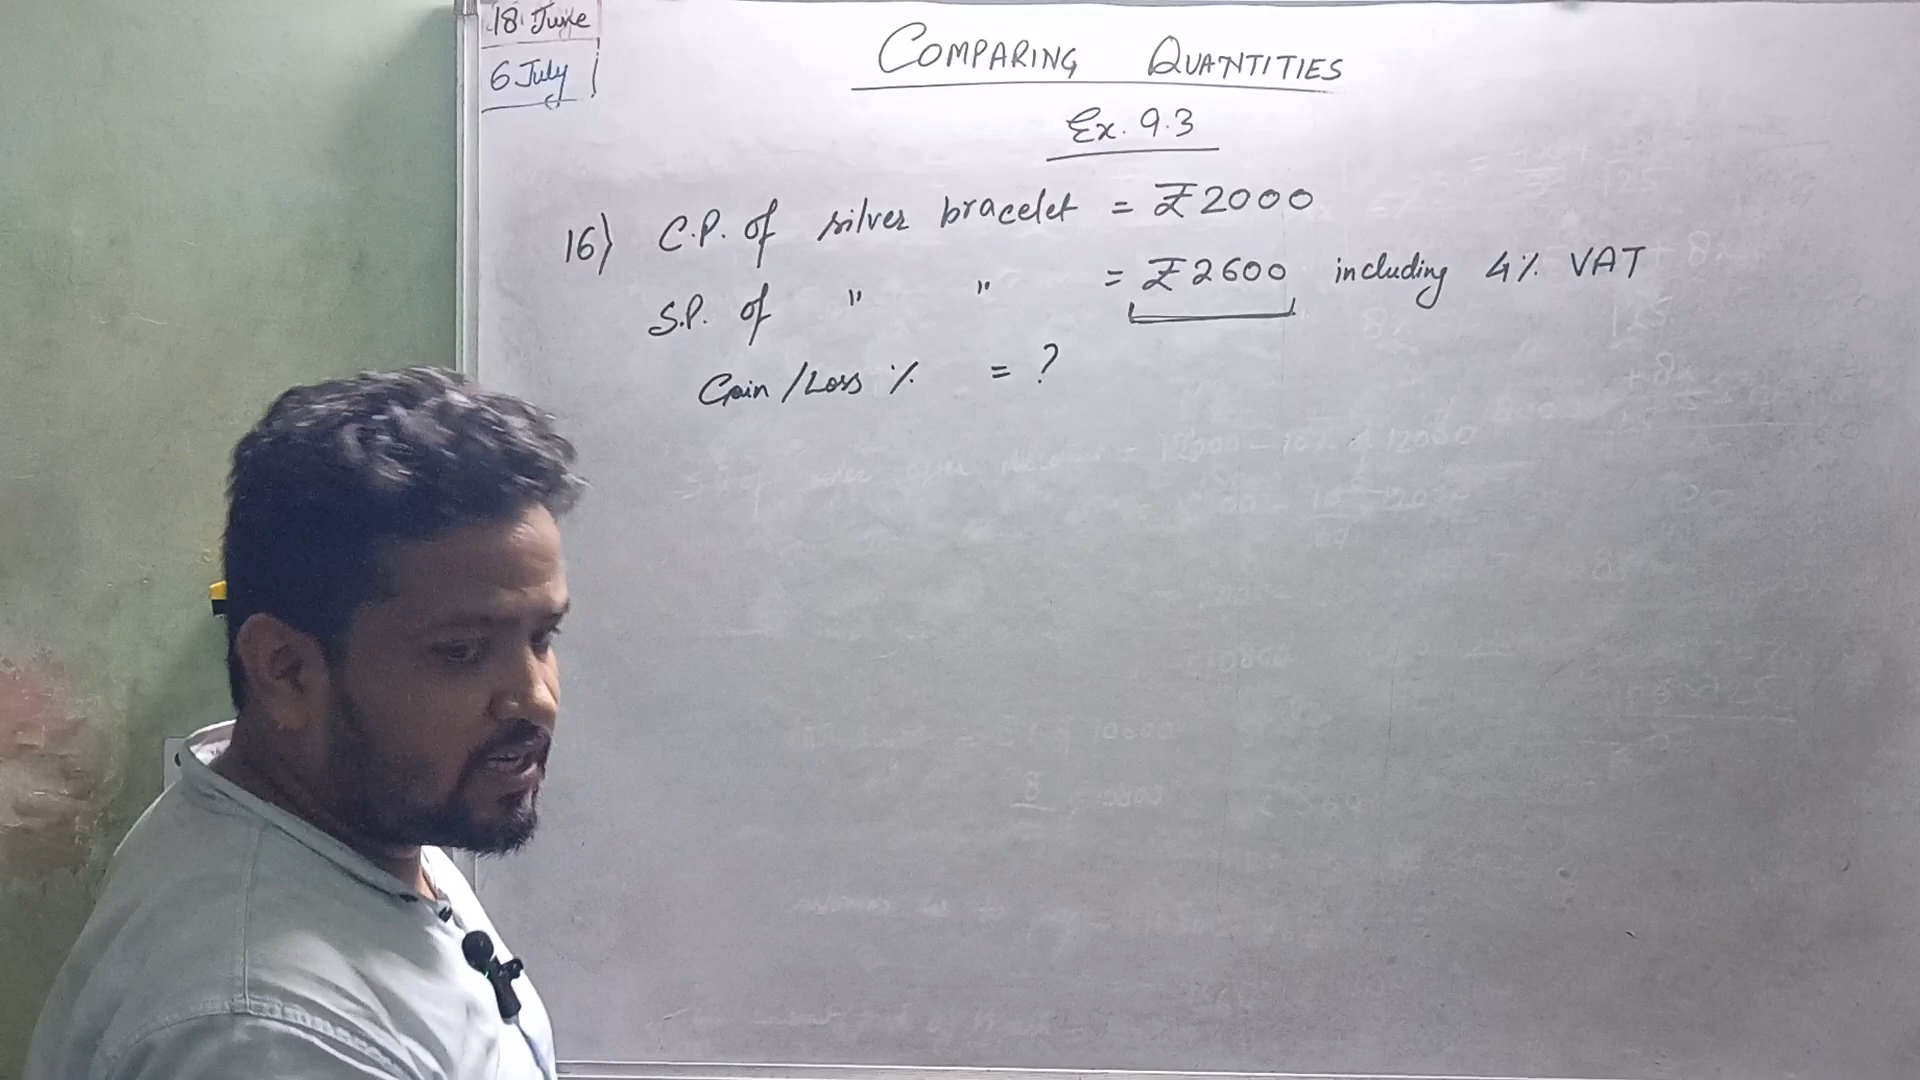 18 June
6 July
COMPARING QUANTITIES
Ex. 9.3
16) C.P. of silver bracelet = ₹2000
S.P. of " " = ₹2600 including 4% VAT
Gain/Loss % = ?